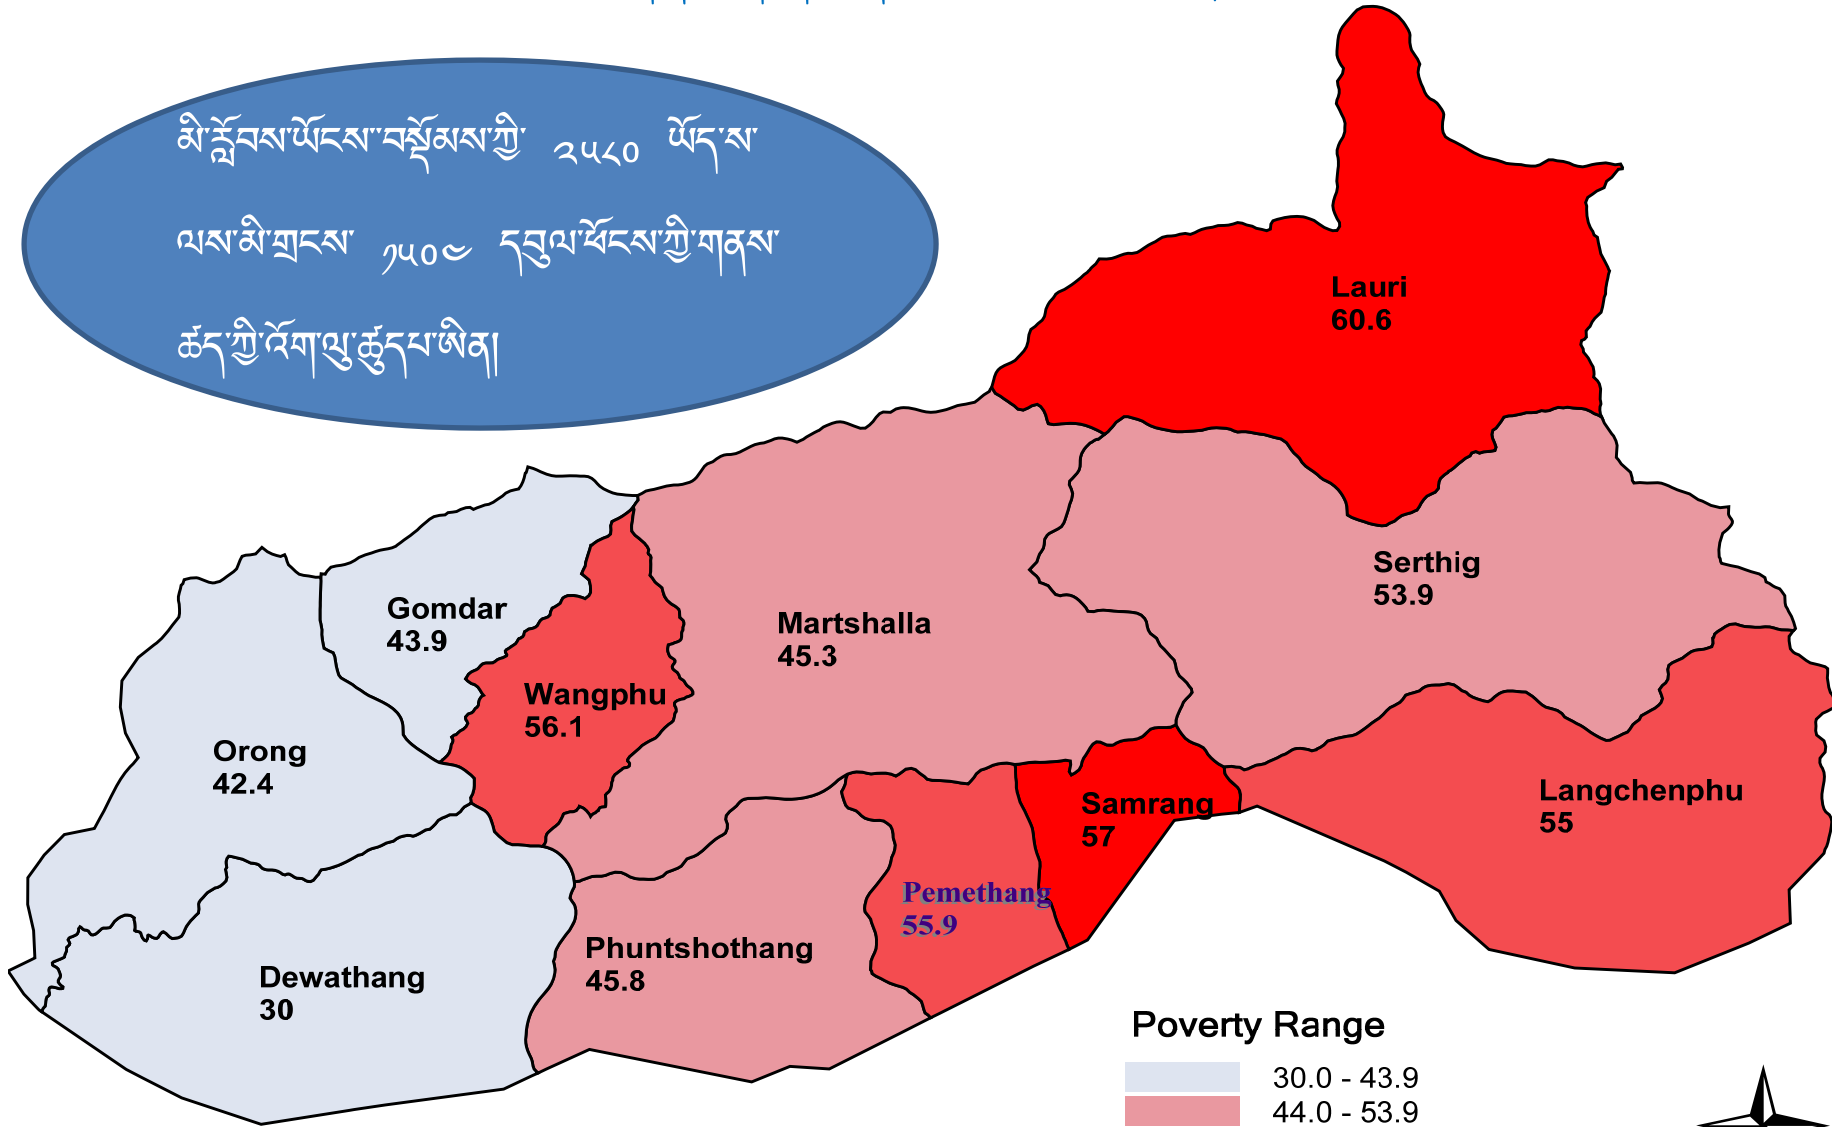 མི་རློབས་ཡོངས་་བསྡོམས་ཀྱི་ ༢༥༨༠ ཡོད་ས་
ལས་མི་གྲངས་ ༡༥༠༤ དབུལ་ཕོངས་ཀྱི་གནས་
ཚད་ཀྱི་འོག་ལུ་ཚུདཔ་ཨིན།
Lauri
60.6
Serthig
53.9
Gomdar
43.9
Martshalla
45.3
Wangphu
56.1
Orong
42.4
Langchenphu
55
Samrang
57
Pemethang
55.9
Phuntshothang
45.8
Dewathang
30
Poverty Range
30.0 - 43.9
44.0 - 53.9